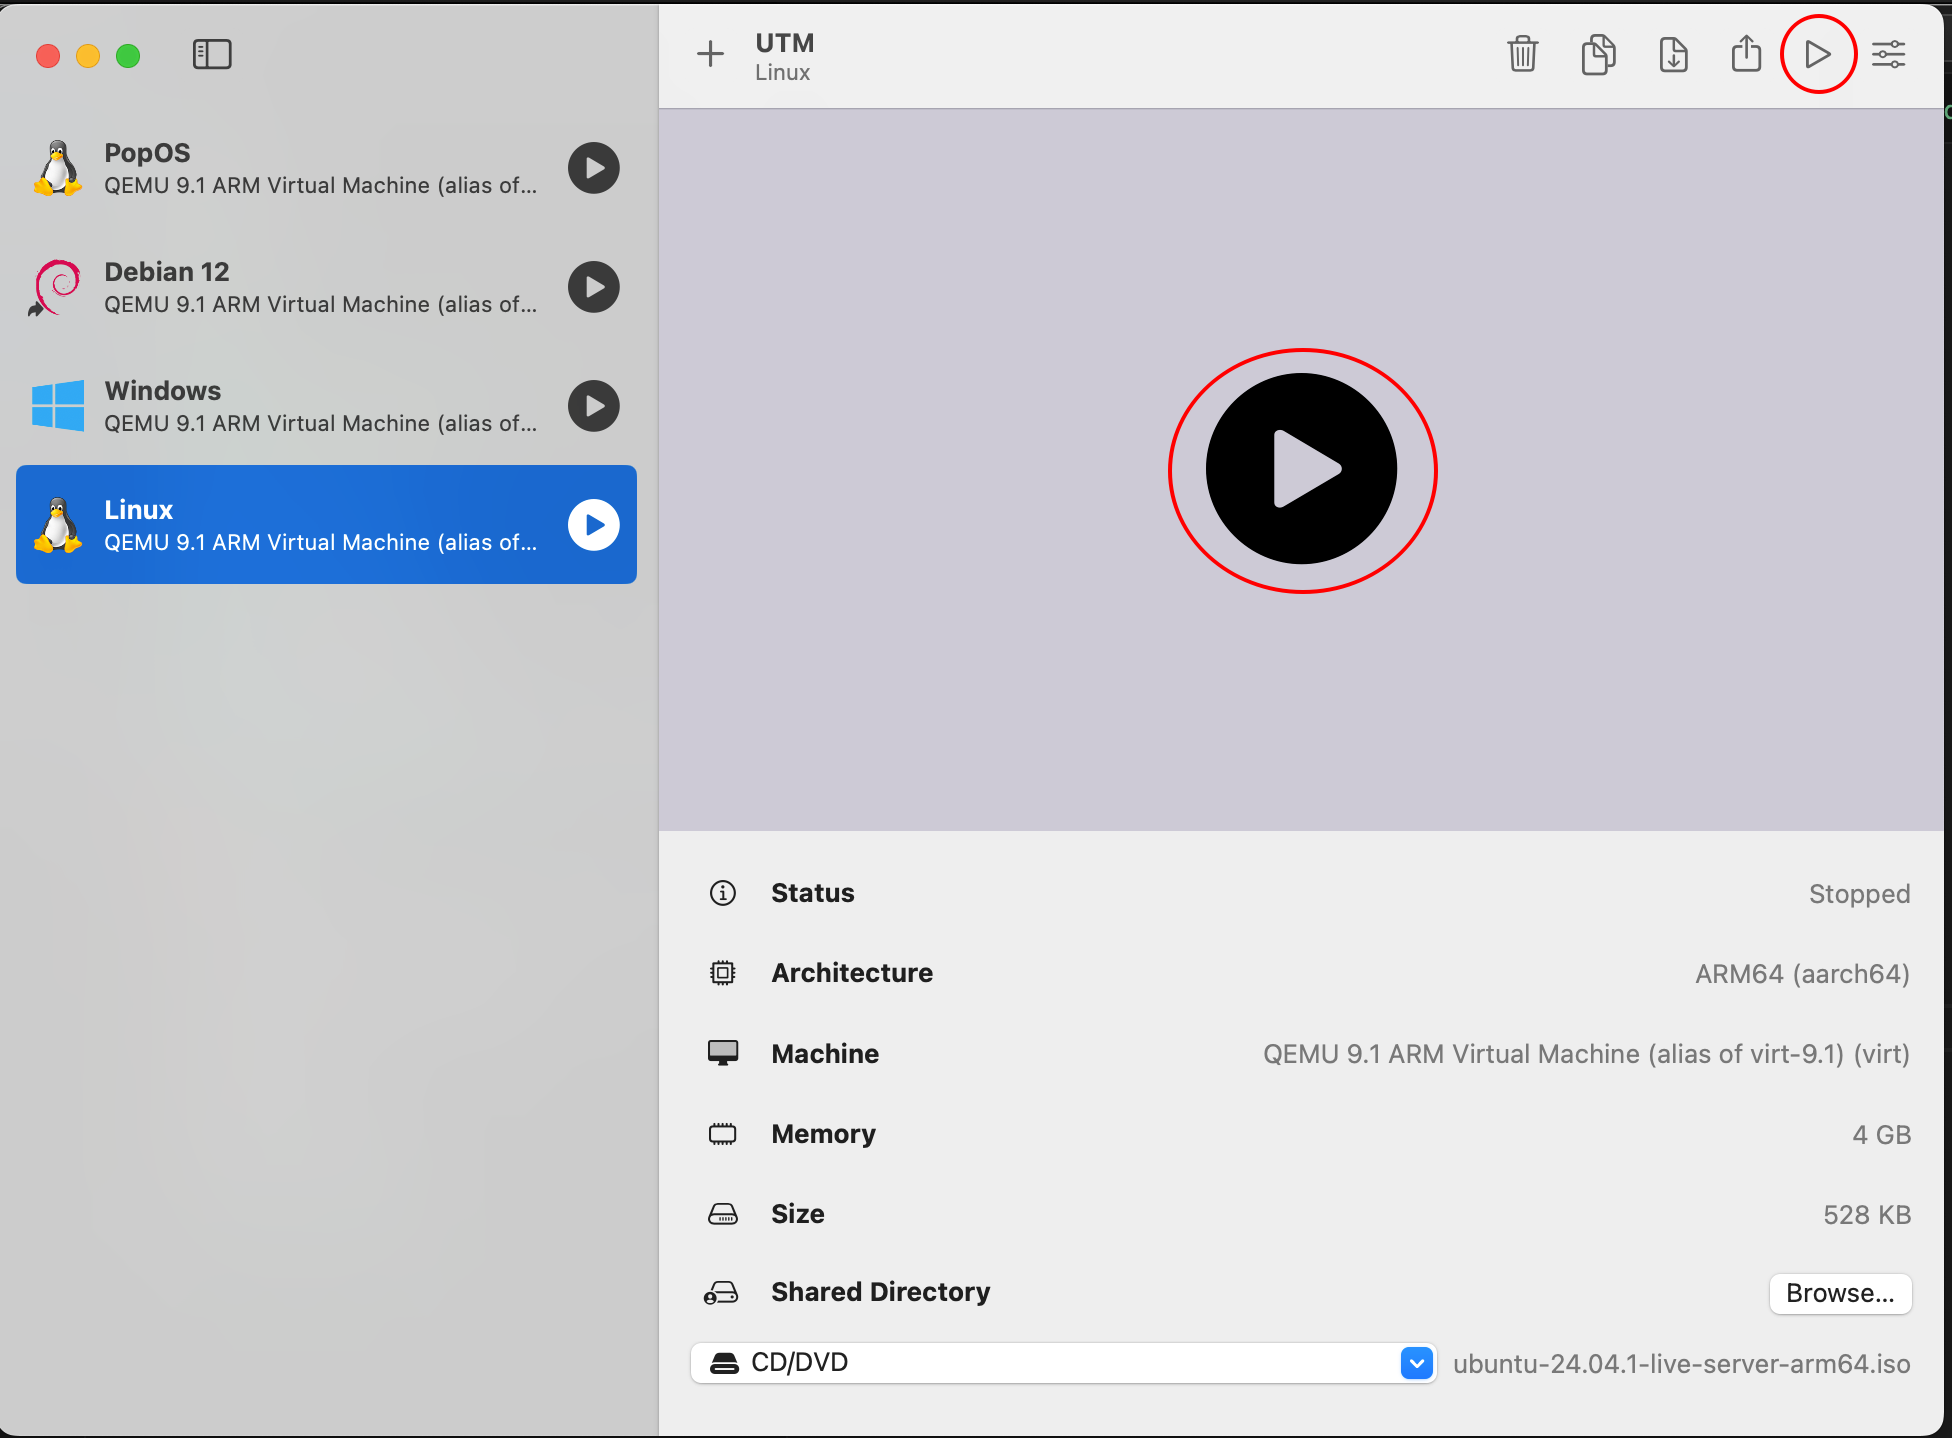 UTM
Linux
PopOS
QEMU 9.1 ARM Virtual Machine (alias of...
Debian 12
QEMU 9.1 ARM Virtual Machine (alias of...
Windows
QEMU 9.1 ARM Virtual Machine (alias of...
Linux
QEMU 9.1 ARM Virtual Machine (alias of...
Status Stopped
Architecture ARM64 (aarch64)
Machine QEMU 9.1 ARM Virtual Machine (alias of virt-9.1) (virt)
Memory 4 GB
Size 528 KB
Shared Directory Browse...
CD/DVD ubuntu-24.04.1-live-server-arm64.iso